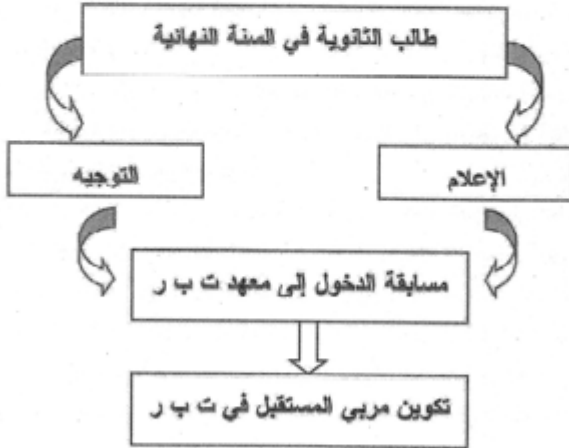 طالب الثانوية في السنة النهائية
الإعلام
التوجيه
مسابقة الدخول إلى معهد ت ب ر
تكوين مربي المستقبل في ت ب ر